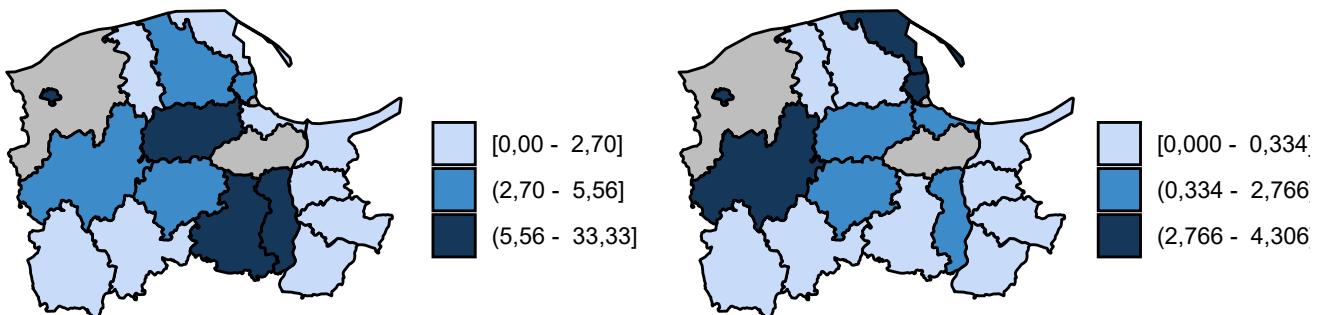 [0,00 - 2,70]
(2,70 - 5,56]
(5,56 - 33,33]
[0,000 - 0,334]
(0,334 - 2,766]
(2,766 - 4,306]